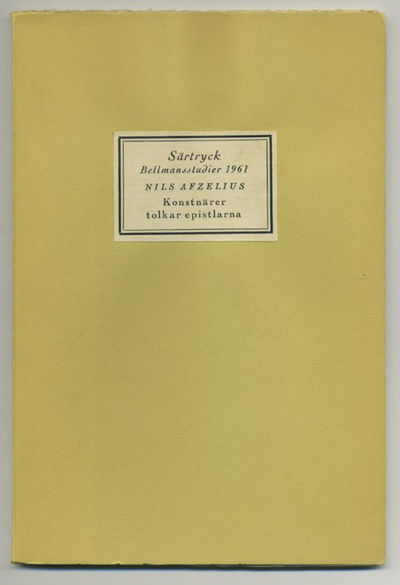 Särtryck
Bellmansstudier 1961
NILS AFZELIUS
Konstnärer
tolkar epistlarna